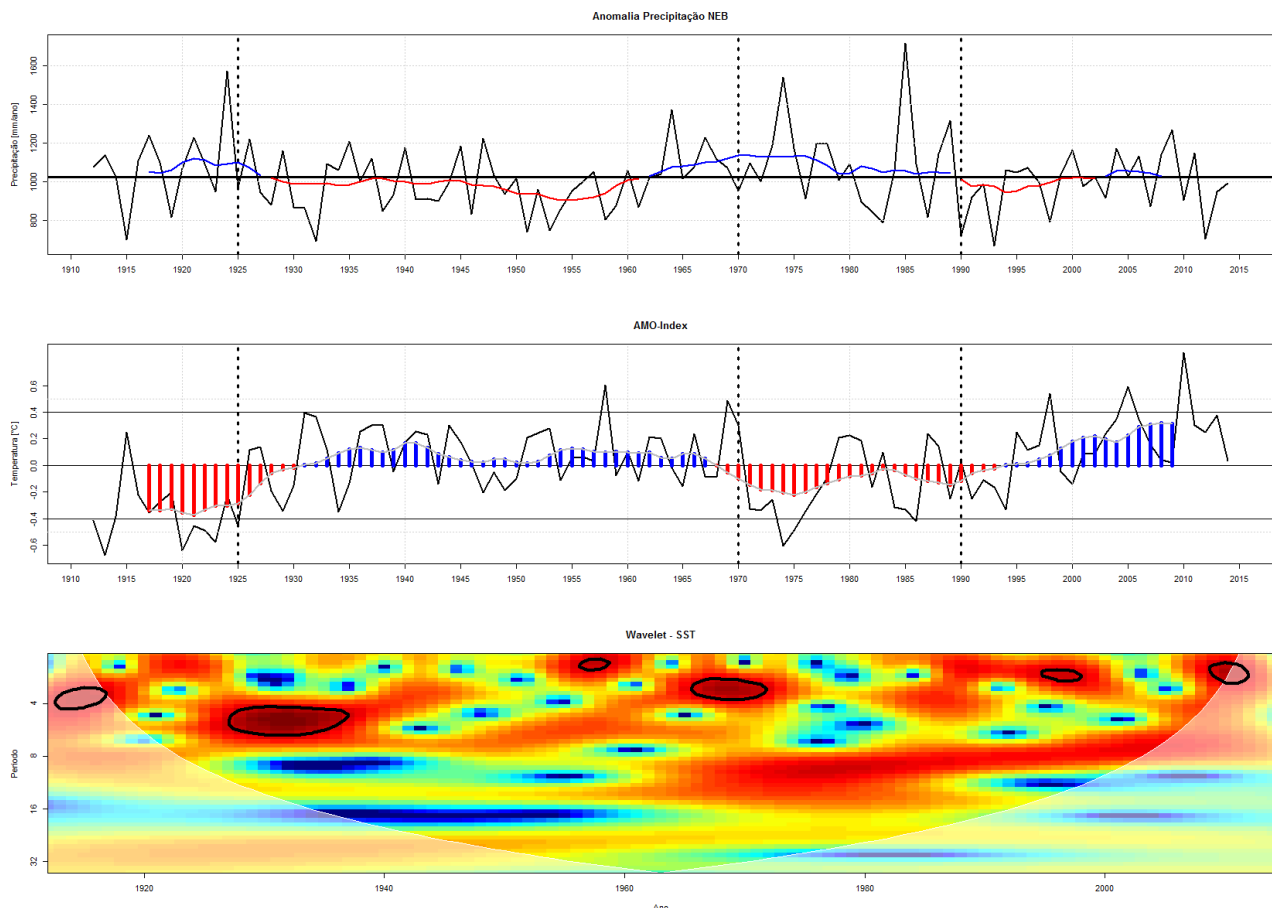 Anomalia Precipitação NEB
Precipitação [mm/ano]
1600
1400
1200
1000
800
1910 1915 1920 1925 1930 1935 1940 1945 1950 1955 1960 1965 1970 1975 1980 1985 1990 1995 2000 2005 2010 2015
AMO-Index
Temperatura [°C]
0.6
0.4
0.2
0.0
-0.2
-0.4
-0.6
1910 1915 1920 1925 1930 1935 1940 1945 1950 1955 1960 1965 1970 1975 1980 1985 1990 1995 2000 2005 2010 2015
Wavelet - SST
Periodo
4
8
16
32
1920 1940 1960 1980 2000